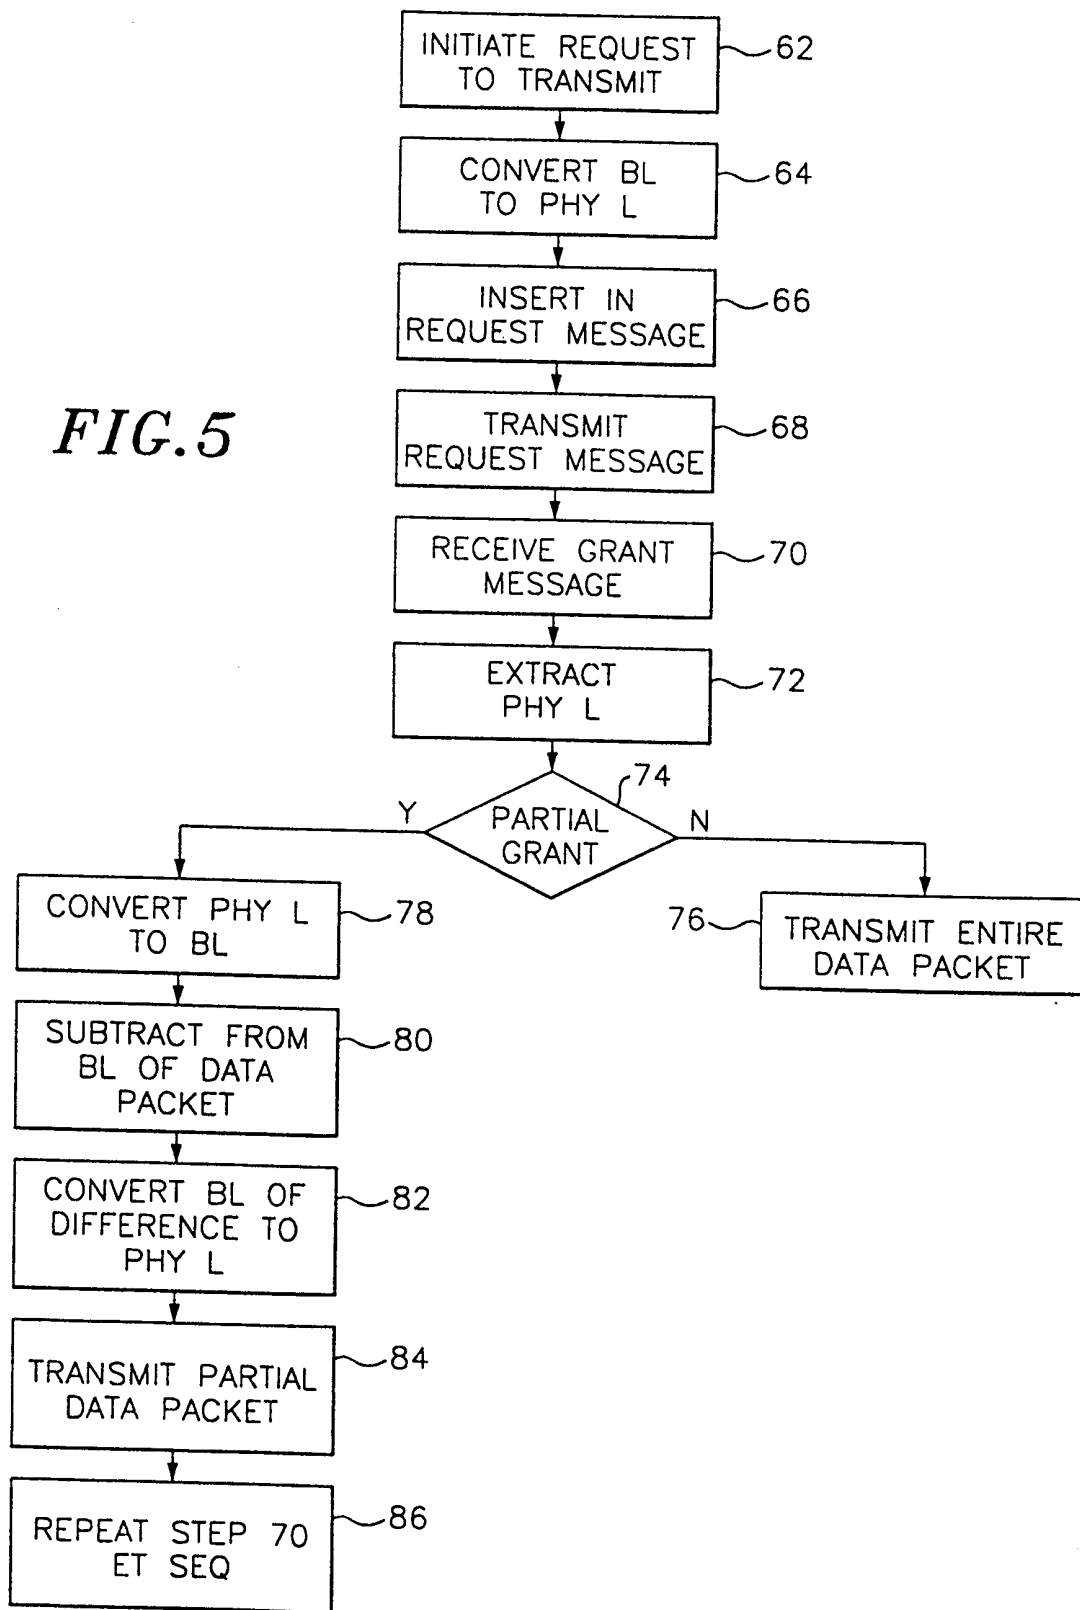 INITIATE REQUEST
TO TRANSMIT
62
CONVERT BL
TO PHY L
64
INSERT IN
REQUEST MESSAGE
66
FIG.5
TRANSMIT
REQUEST MESSAGE
68
RECEIVE GRANT
MESSAGE
70
EXTRACT
PHY L
72
74
Y
PARTIAL
GRANT
N
CONVERT PHY L
TO BL
78
76
TRANSMIT ENTIRE
DATA PACKET
SUBTRACT FROM
BL OF DATA
PACKET
80
CONVERT BL OF
DIFFERENCE TO
PHY L
82
TRANSMIT PARTIAL
DATA PACKET
84
REPEAT STEP 70
ET SEQ
86